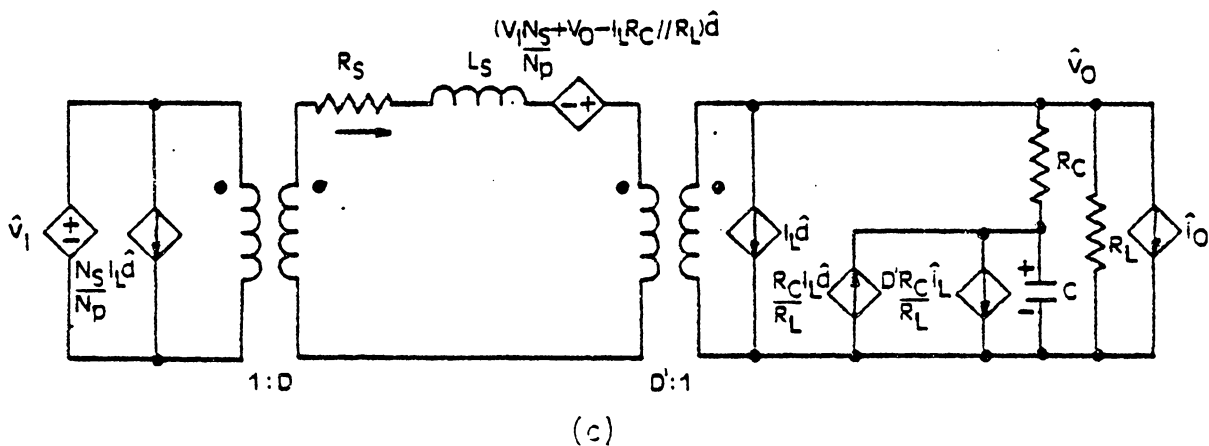 (V_I N_S/N_P + V_O − I_L R_C // R_L) d̂
R_S
L_S
− +
v̂_O
v̂_I
+
−
N_S/N_P I_L d̂
I_L d̂
R_C/R_L I_L d̂
D' R_C/R_L î_L
+
−
C
R_C
R_L
î_O
1:D
D':1
(c)